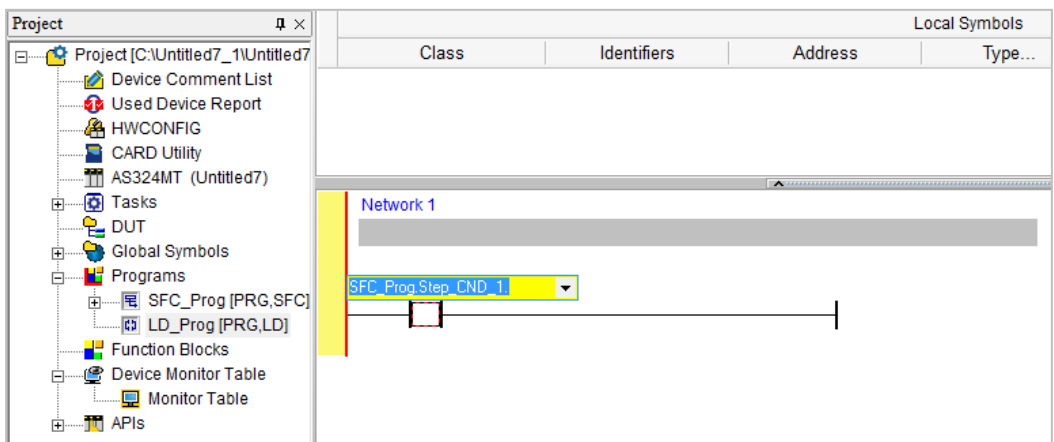 Project
Project [C:\Untitled7_1\Untitled7
Device Comment List
Used Device Report
HWCONFIG
CARD Utility
AS324MT (Untitled7)
Tasks
DUT
Global Symbols
Programs
SFC_Prog [PRG,SFC]
LD_Prog [PRG,LD]
Function Blocks
Device Monitor Table
Monitor Table
APIs
Local Symbols
Class Identifiers Address Type...
Network 1
SFC_Prog.Step_CND_1.